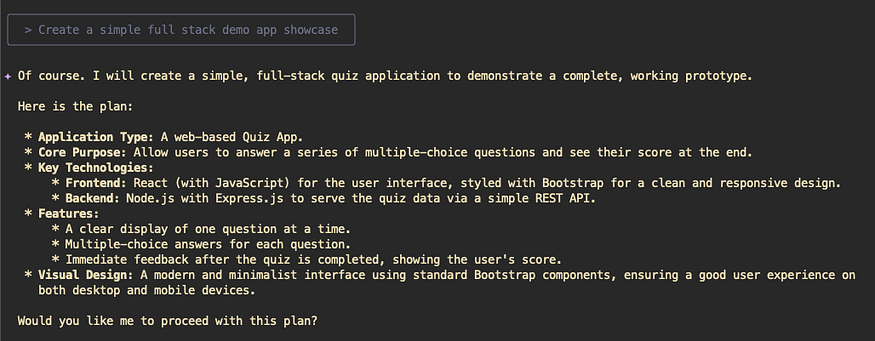 > Create a simple full stack demo app showcase
✦ Of course. I will create a simple, full-stack quiz application to demonstrate a complete, working prototype.
Here is the plan:
* Application Type: A web-based Quiz App.
* Core Purpose: Allow users to answer a series of multiple-choice questions and see their score at the end.
* Key Technologies:
* Frontend: React (with JavaScript) for the user interface, styled with Bootstrap for a clean and responsive design.
* Backend: Node.js with Express.js to serve the quiz data via a simple REST API.
* Features:
* A clear display of one question at a time.
* Multiple-choice answers for each question.
* Immediate feedback after the quiz is completed, showing the user's score.
* Visual Design: A modern and minimalist interface using standard Bootstrap components, ensuring a good user experience on
both desktop and mobile devices.
Would you like me to proceed with this plan?